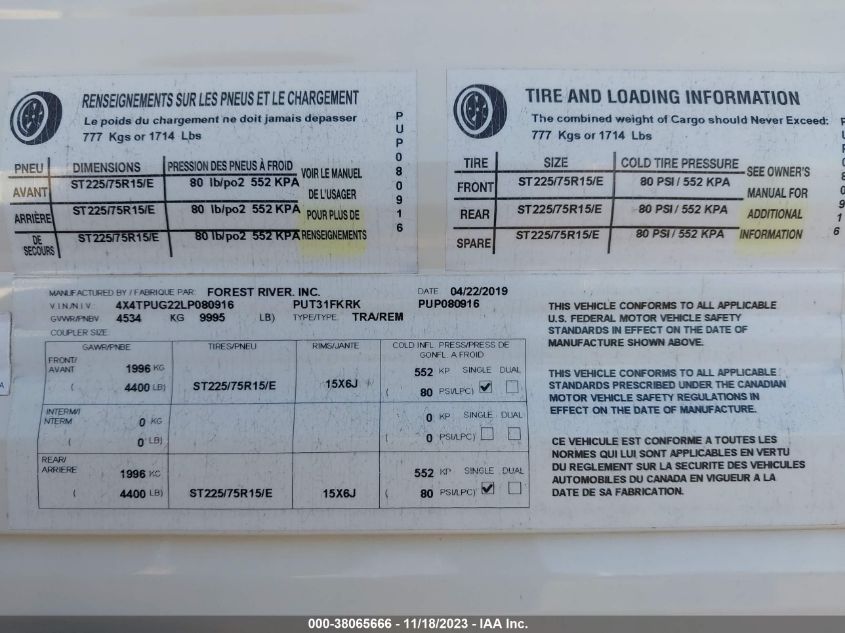 RENSEIGNEMENTS SUR LES PNEUS ET LE CHARGEMENT
Le poids du chargement ne doit jamais depasser
777 Kgs or 1714 Lbs
PNEU DIMENSIONS PRESSION DES PNEUS À FROID
AVANT ST225/75R15/E 80 lb/po2 552 KPA
ARRIÈRE ST225/75R15/E 80 lb/po2 552 KPA
DE SECOURS ST225/75R15/E 80 lb/po2 552 KPA
VOIR LE MANUEL
DE L'USAGER
POUR PLUS DE
RENSEIGNEMENTS
PUP080916
TIRE AND LOADING INFORMATION
The combined weight of Cargo should Never Exceed:
777 Kgs or 1714 Lbs
TIRE SIZE COLD TIRE PRESSURE
FRONT ST225/75R15/E 80 PSI / 552 KPA
REAR ST225/75R15/E 80 PSI / 552 KPA
SPARE ST225/75R15/E 80 PSI / 552 KPA
SEE OWNER'S
MANUAL FOR
ADDITIONAL
INFORMATION
PUP080916
MANUFACTURED BY / FABRIQUE PAR: FOREST RIVER. INC. DATE 04/22/2019
V.I.N./N.I.V.: 4X4TPUG22LP080916 PUT31FKRK PUP080916
GVWR/PNBV 4534 KG 9995 LB) TYPE/TYPE: TRA/REM
COUPLER SIZE:
GAWR/PNBE TIRES/PNEU RIMS/JANTE COLD INFL PRESS/PRESS DE
GONFL. A FROID
FRONT/
AVANT 1996 KG 552 KP SINGLE DUAL
( 4400 LB) ST225/75R15/E 15X6J ( 80 PSI/LPC)
INTERM/I
NTERM 0 KG 0 KP SINGLE DUAL
( 0 LB) ( 0 PSI/LPC)
REAR/
ARRIERE 1996 KG 552 KP SINGLE DUAL
( 4400 LB) ST225/75R15/E 15X6J ( 80 PSI/LPC)
THIS VEHICLE CONFORMS TO ALL APPLICABLE
U.S. FEDERAL MOTOR VEHICLE SAFETY
STANDARDS IN EFFECT ON THE DATE OF
MANUFACTURE SHOWN ABOVE.
THIS VEHICLE CONFORMS TO ALL APPLICABLE
STANDARDS PRESCRIBED UNDER THE CANADIAN
MOTOR VEHICLE SAFETY REGULATIONS IN
EFFECT ON THE DATE OF MANUFACTURE.
CE VEHICULE EST CONFORME A TOUTES LES
NORMES QUI LUI SONT APPLICABLES EN VERTU
DU REGLEMENT SUR LA SECURITE DES VEHICULES
AUTOMOBILES DU CANADA EN VIGUEUR A LA
DATE DE SA FABRICATION.
000-38065666 - 11/18/2023 - IAA Inc.